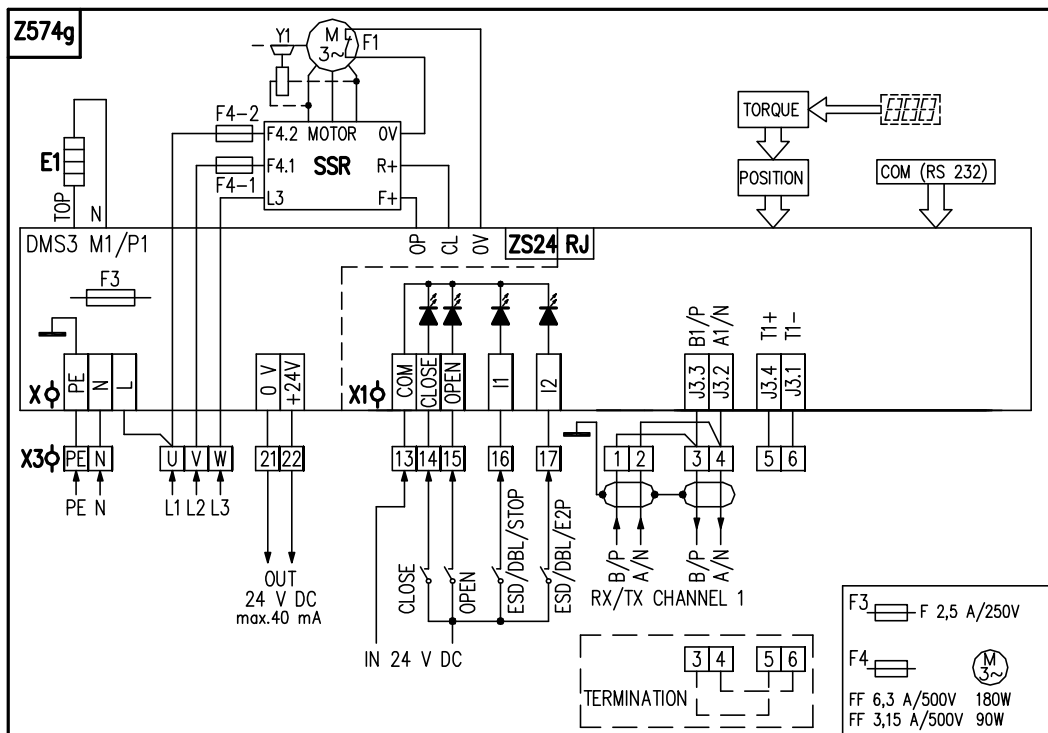 Z574g
Y1
M
3~
F1
F4-2
F4.2 MOTOR 0V
F4.1 SSR R+
F4-1
L3 F+
E1
TOP
N
TORQUE
POSITION
COM (RS 232)
DMS3 M1/P1
OP
CL
0V
ZS24 RJ
F3
X
PE
N
L
0 V
+24V
X1
COM
CLOSE
OPEN
I1
I2
B1/P
A1/N
T1+
T1-
J3.3
J3.2
J3.4
J3.1
X3
PE N
U V W
21 22
13 14 15
16
17
1 2
3 4
5 6
PE N
L1 L2 L3
OUT
24 V DC
max.40 mA
CLOSE
OPEN
ESD/DBL/STOP
ESD/DBL/E2P
IN 24 V DC
B/P
A/N
B/P
A/N
RX/TX CHANNEL 1
TERMINATION
3 4
5 6
F3 F 2,5 A/250V
F4
M
3~
FF 6,3 A/500V 180W
FF 3,15 A/500V 90W